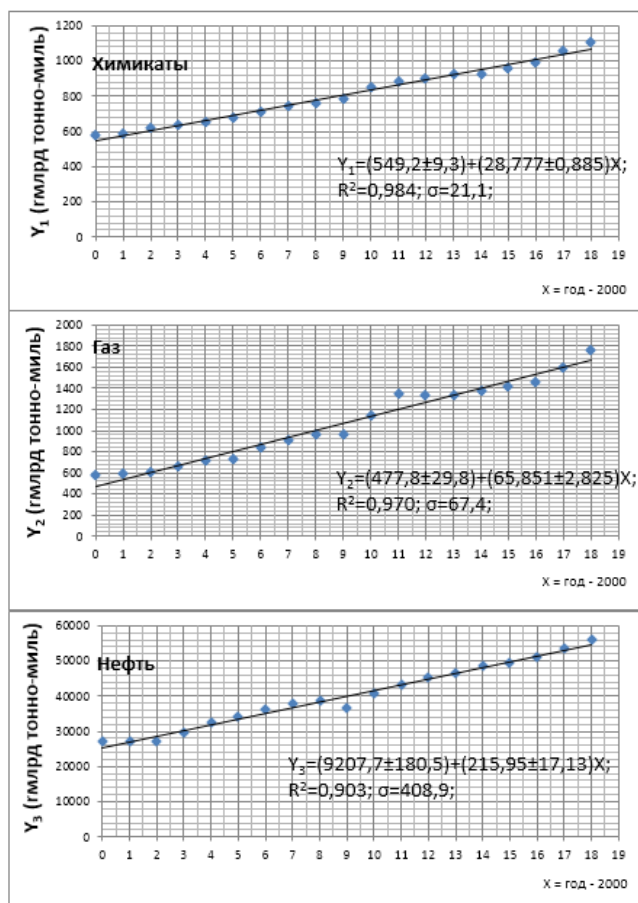 1200
Химикаты
1000
800
600
400
200
0
Y1 (гмлрд тонно-миль)
Y1=(549,2±9,3)+(28,777±0,885)X;
R²=0,984; σ=21,1;
0 1 2 3 4 5 6 7 8 9 10 11 12 13 14 15 16 17 18 19
X = год - 2000
2000
1800
Газ
1600
1400
1200
1000
800
600
400
200
0
Y2 (гмлрд тонно-миль)
Y2=(477,8±29,8)+(65,851±2,825)X;
R²=0,970; σ=67,4;
0 1 2 3 4 5 6 7 8 9 10 11 12 13 14 15 16 17 18 19
X = год - 2000
60000
50000
Нефть
40000
30000
20000
10000
0
Y3 (гмлрд тонно-миль)
Y3=(9207,7±180,5)+(215,95±17,13)X;
R²=0,903; σ=408,9;
0 1 2 3 4 5 6 7 8 9 10 11 12 13 14 15 16 17 18 19
X = год - 2000